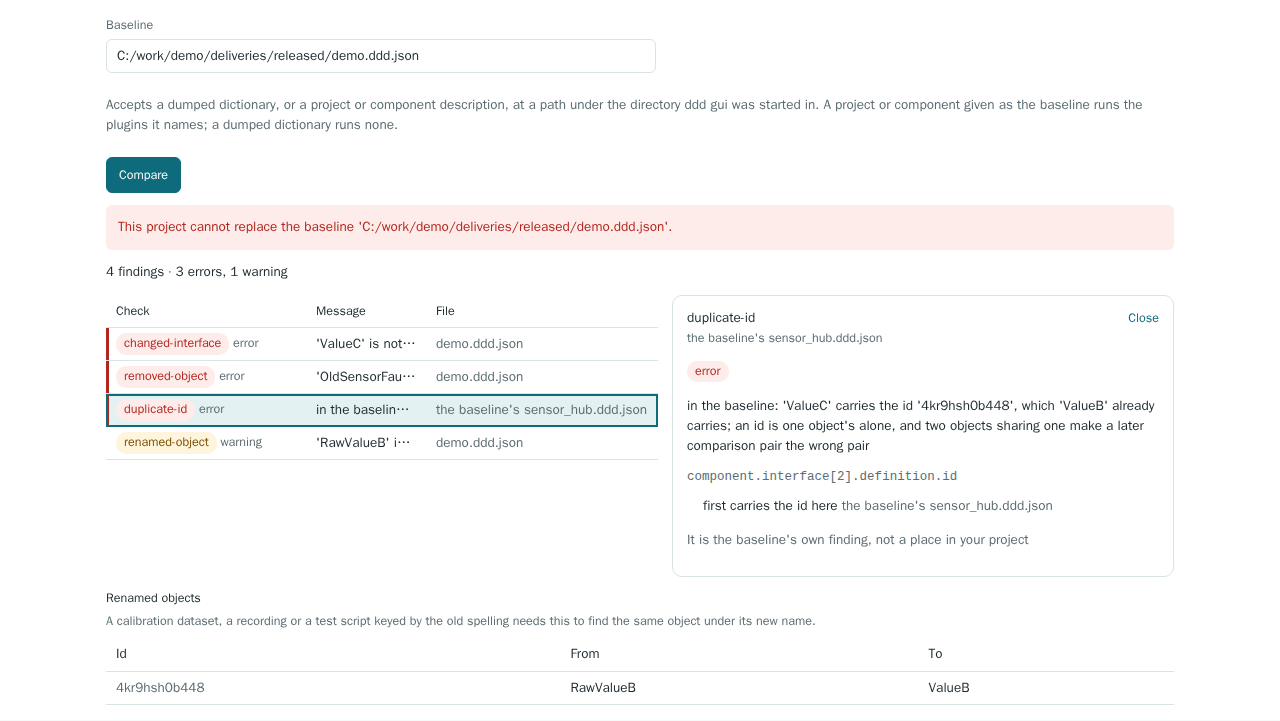 Baseline
C:/work/demo/deliveries/released/demo.ddd.json
Accepts a dumped dictionary, or a project or component description, at a path under the directory ddd gui was started in. A project or component given as the baseline runs the
plugins it names; a dumped dictionary runs none.
Compare
This project cannot replace the baseline 'C:/work/demo/deliveries/released/demo.ddd.json'.
4 findings · 3 errors, 1 warning
Check Message File
changed-interface error 'ValueC' is not… demo.ddd.json
removed-object error 'OldSensorFau… demo.ddd.json
duplicate-id error in the baselin… the baseline's sensor_hub.ddd.json
renamed-object warning 'RawValueB' i… demo.ddd.json
duplicate-id Close
the baseline's sensor_hub.ddd.json
error
in the baseline: 'ValueC' carries the id '4kr9hsh0b448', which 'ValueB' already
carries; an id is one object's alone, and two objects sharing one make a later
comparison pair the wrong pair
component.interface[2].definition.id
first carries the id here the baseline's sensor_hub.ddd.json
It is the baseline's own finding, not a place in your project
Renamed objects
A calibration dataset, a recording or a test script keyed by the old spelling needs this to find the same object under its new name.
Id From To
4kr9hsh0b448 RawValueB ValueB